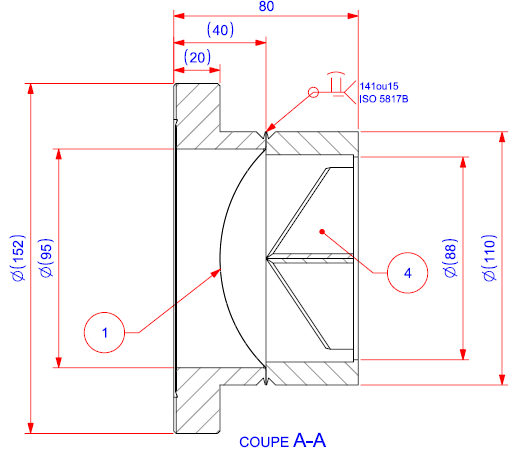 80
(40)
(20)
141ou15
ISO 5817B
Ø(152)
Ø(95)
Ø(88)
Ø(110)
4
1
COUPE A-A